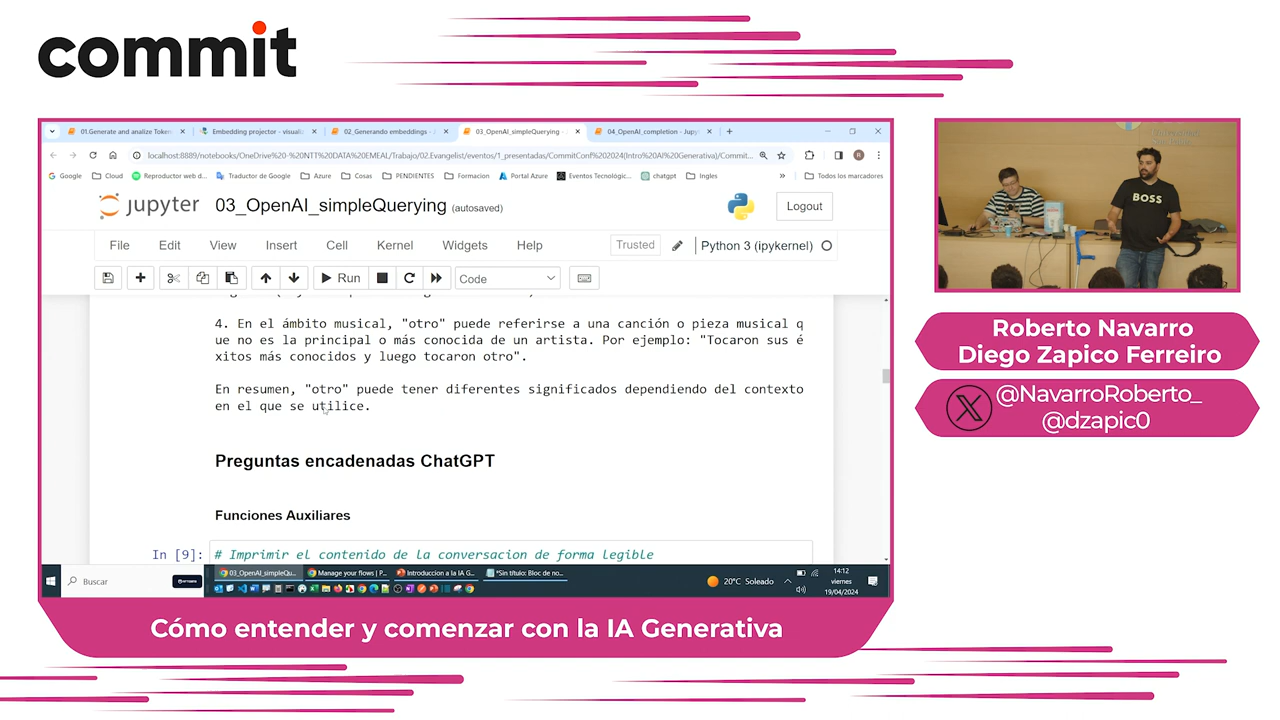 commit
01.Generate and analize Token
Embedding projector - visuali
02_Generando embeddings - J
03_OpenAI_simpleQuerying -
04_OpenAI_completion - Jupy
localhost:8889/notebooks/OneDrive%20-%20NTT%20DATA%20EMEAL/Trabajo/02.Evangelist/eventos/1_presentadas/CommitConf%202024(Intro%20AI%20Generativa)/Commit...
Google
Cloud
Reproductor web d...
Traductor de Google
Azure
Cosas
PENDIENTES
Formacion
Portal Azure
Eventos Tecnológic...
chatgpt
Ingles
Todos los marcadores
jupyter 03_OpenAI_simpleQuerying (autosaved)
Logout
File Edit View Insert Cell Kernel Widgets Help
Trusted
Python 3 (ipykernel)
Run
Code
4. En el ámbito musical, "otro" puede referirse a una canción o pieza musical q
ue no es la principal o más conocida de un artista. Por ejemplo: "Tocaron sus é
xitos más conocidos y luego tocaron otro".
En resumen, "otro" puede tener diferentes significados dependiendo del contexto
en el que se utilice.
Preguntas encadenadas ChatGPT
Funciones Auxiliares
In [9]: # Imprimir el contenido de la conversacion de forma legible
Buscar
03_OpenAI_simpleQu...
Manage your flows | P...
Introduccion a la IA G...
*Sin título: Bloc de no...
20°C Soleado
14:12
viernes
19/04/2024
BOSS
Roberto Navarro
Diego Zapico Ferreiro
@NavarroRoberto_
@dzapic0
Cómo entender y comenzar con la IA Generativa